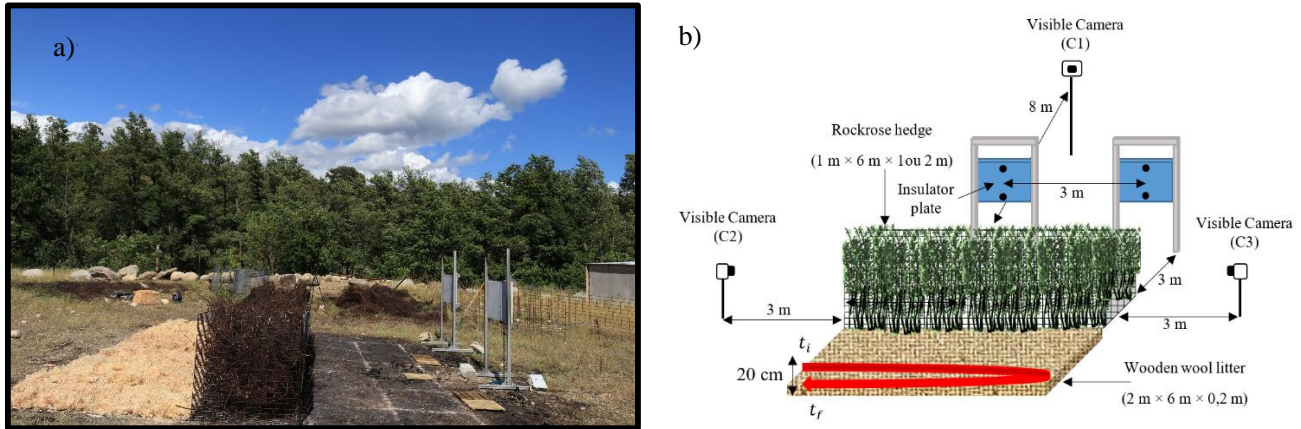 a)
b)
Visible Camera
(C1)
8 m
Rockrose hedge
(1 m × 6 m × 1ou 2 m)
Insulator
plate
3 m
Visible Camera
(C2)
Visible Camera
(C3)
3 m
3 m
3 m
t_i
20 cm
t_f
Wooden wool litter
(2 m × 6 m × 0,2 m)